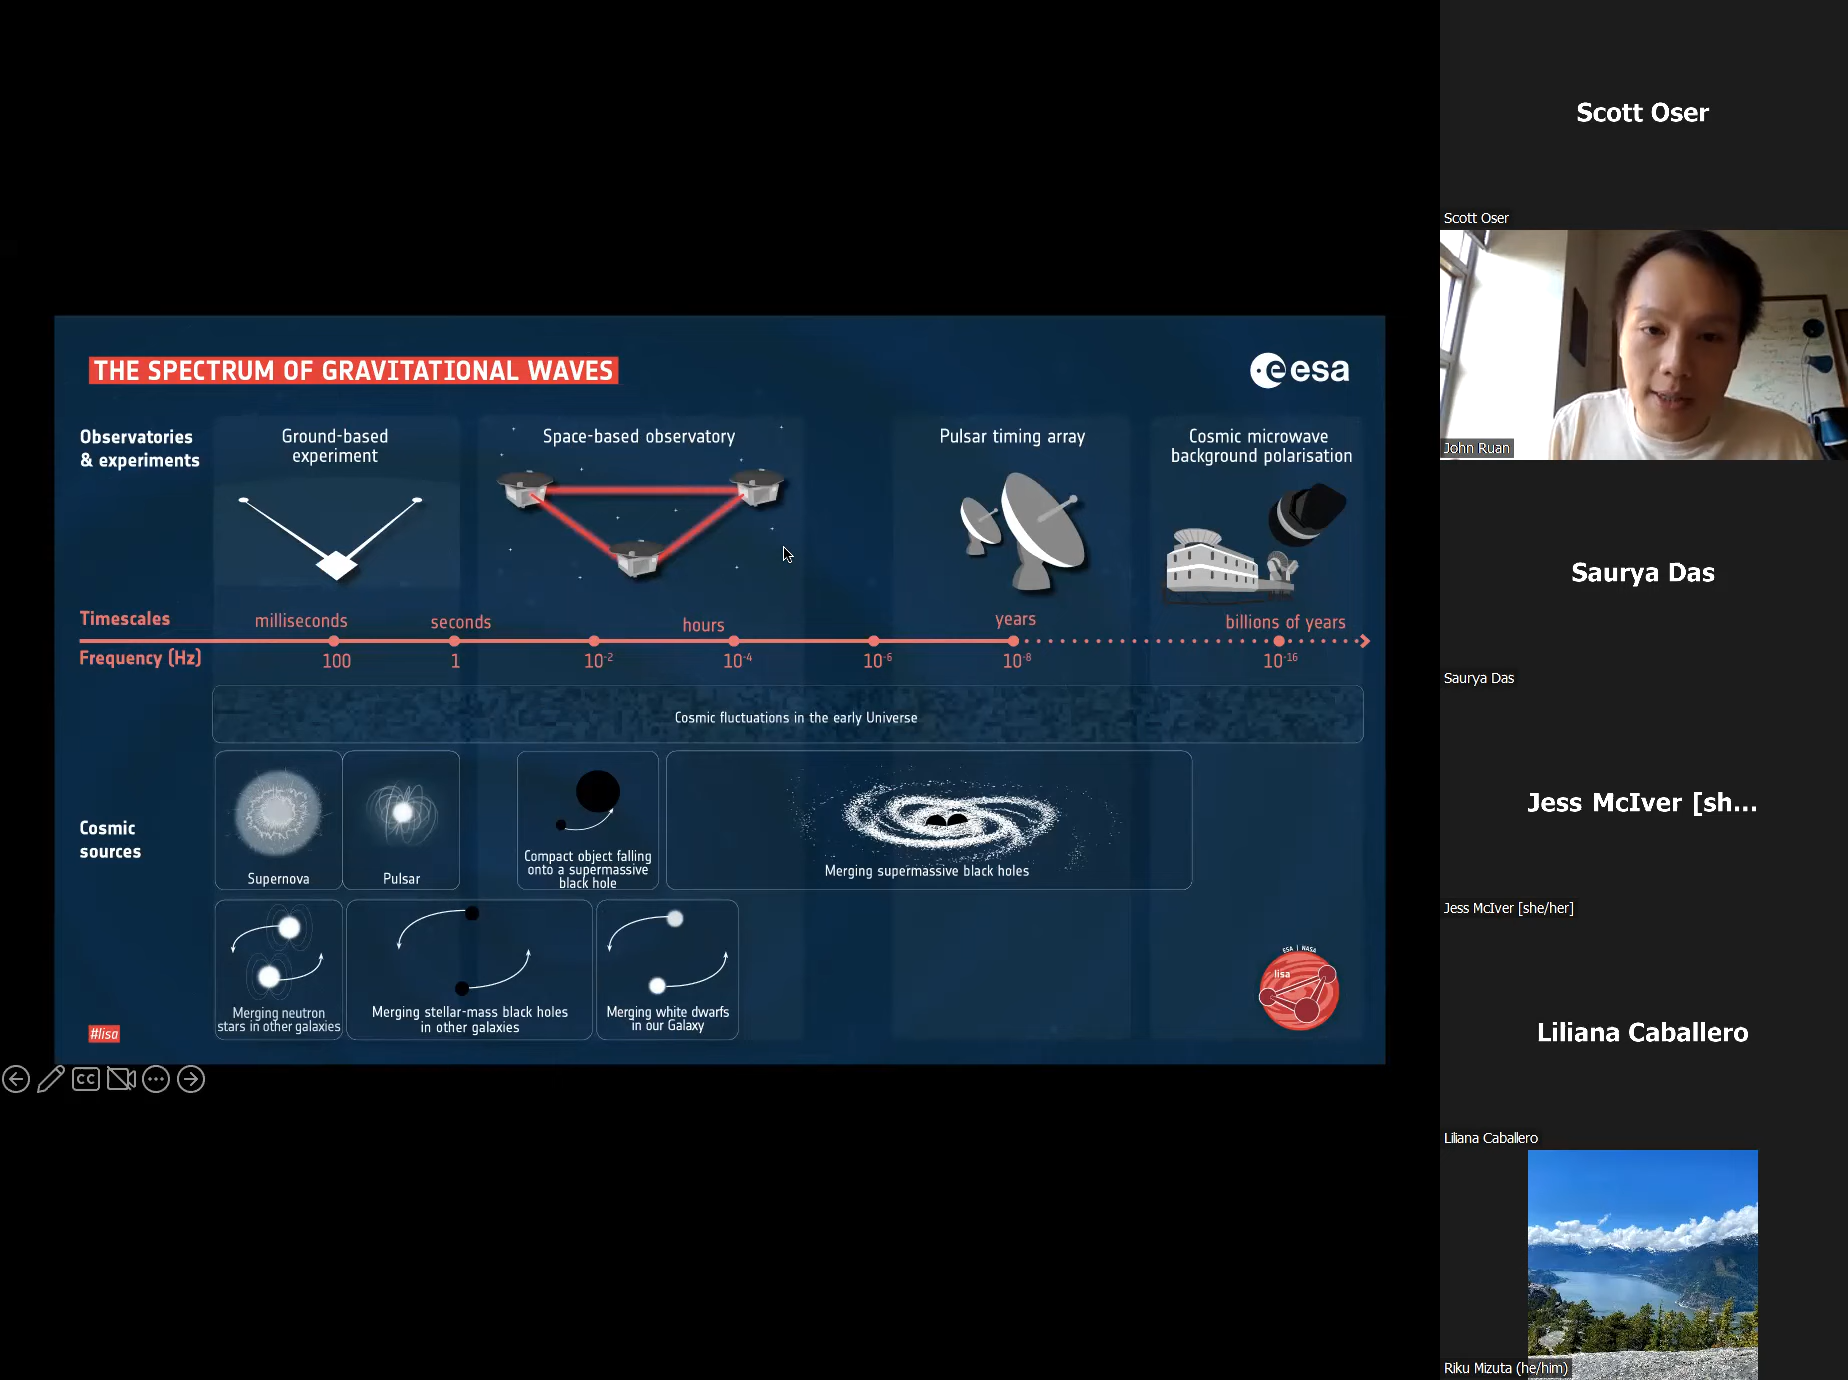 THE SPECTRUM OF GRAVITATIONAL WAVES
esa
Observatories
& experiments
Ground-based
experiment
Space-based observatory
Pulsar timing array
Cosmic microwave
background polarisation
Timescales
milliseconds
seconds
hours
years
billions of years
Frequency (Hz)
100
1
10⁻²
10⁻⁴
10⁻⁶
10⁻⁸
10⁻¹⁶
Cosmic fluctuations in the early Universe
Cosmic
sources
Supernova
Pulsar
Compact object falling
onto a supermassive
black hole
Merging supermassive black holes
Merging neutron
stars in other galaxies
Merging stellar-mass black holes
in other galaxies
Merging white dwarfs
in our Galaxy
ESA | NASA
lisa
#lisa
CC
Scott Oser
Scott Oser
John Ruan
Saurya Das
Saurya Das
Jess McIver [sh...
Jess McIver [she/her]
Liliana Caballero
Liliana Caballero
Riku Mizuta (he/him)